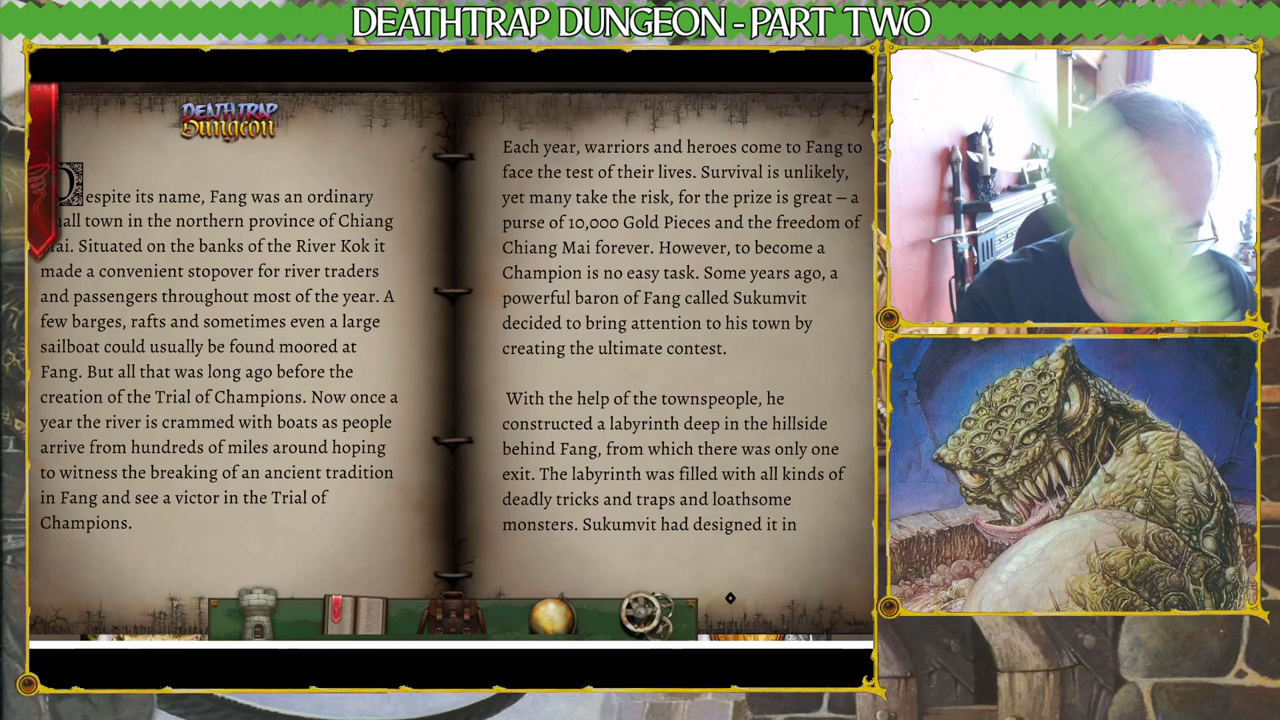 DEATHTRAP DUNGEON - PART TWO
DEATHTRAP
Dungeon
Despite its name, Fang was an ordinary
all town in the northern province of Chiang
ai. Situated on the banks of the River Kok it
made a convenient stopover for river traders
and passengers throughout most of the year. A
few barges, rafts and sometimes even a large
sailboat could usually be found moored at
Fang. But all that was long ago before the
creation of the Trial of Champions. Now once a
year the river is crammed with boats as people
arrive from hundreds of miles around hoping
to witness the breaking of an ancient tradition
in Fang and see a victor in the Trial of
Champions.
Each year, warriors and heroes come to Fang to
face the test of their lives. Survival is unlikely,
yet many take the risk, for the prize is great – a
purse of 10,000 Gold Pieces and the freedom of
Chiang Mai forever. However, to become a
Champion is no easy task. Some years ago, a
powerful baron of Fang called Sukumvit
decided to bring attention to his town by
creating the ultimate contest.
With the help of the townspeople, he
constructed a labyrinth deep in the hillside
behind Fang, from which there was only one
exit. The labyrinth was filled with all kinds of
deadly tricks and traps and loathsome
monsters. Sukumvit had designed it in